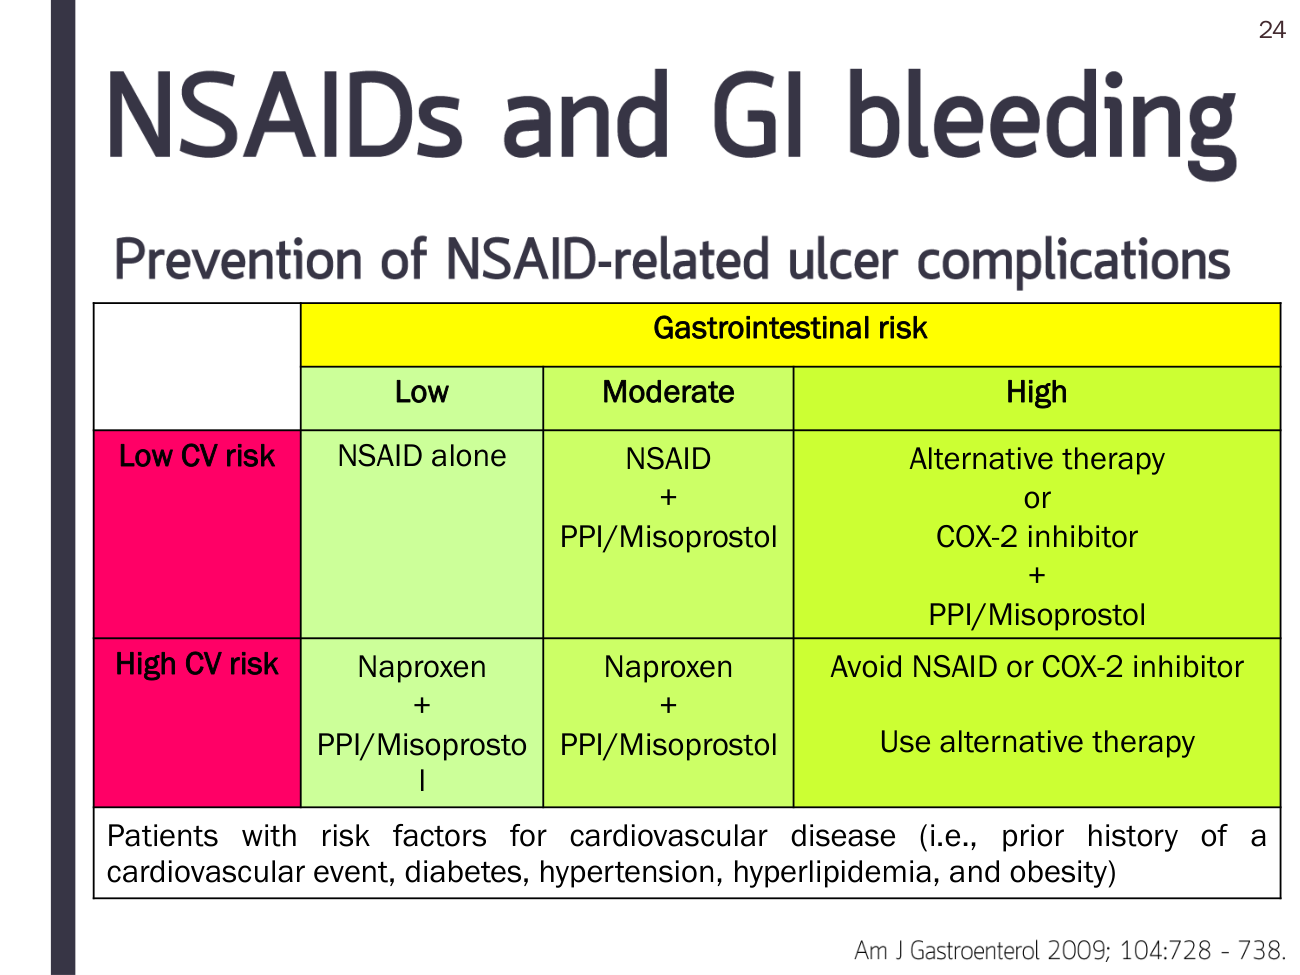 24
NSAIDs and GI bleeding
Prevention of NSAID-related ulcer complications
Gastrointestinal risk
Low
Moderate
High
Low CV risk
NSAID alone
NSAID
+
PPI/Misoprostol
Alternative therapy
or
COX-2 inhibitor
+
PPI/Misoprostol
High CV risk
Naproxen
+
PPI/Misoprosto
l
Naproxen
+
PPI/Misoprostol
Avoid NSAID or COX-2 inhibitor
Use alternative therapy
Patients with risk factors for cardiovascular disease (i.e., prior history of a
cardiovascular event, diabetes, hypertension, hyperlipidemia, and obesity)
Am J Gastroenterol 2009; 104:728 - 738.